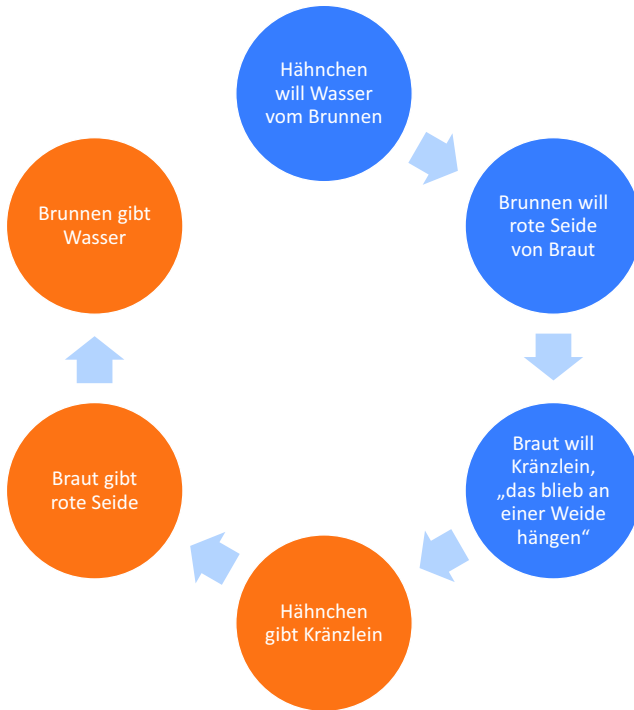 Hähnchen
will Wasser
vom Brunnen
Brunnen will
rote Seide
von Braut
Braut will
Kränzlein,
„das blieb an
einer Weide
hängen“
Hähnchen
gibt Kränzlein
Braut gibt
rote Seide
Brunnen gibt
Wasser